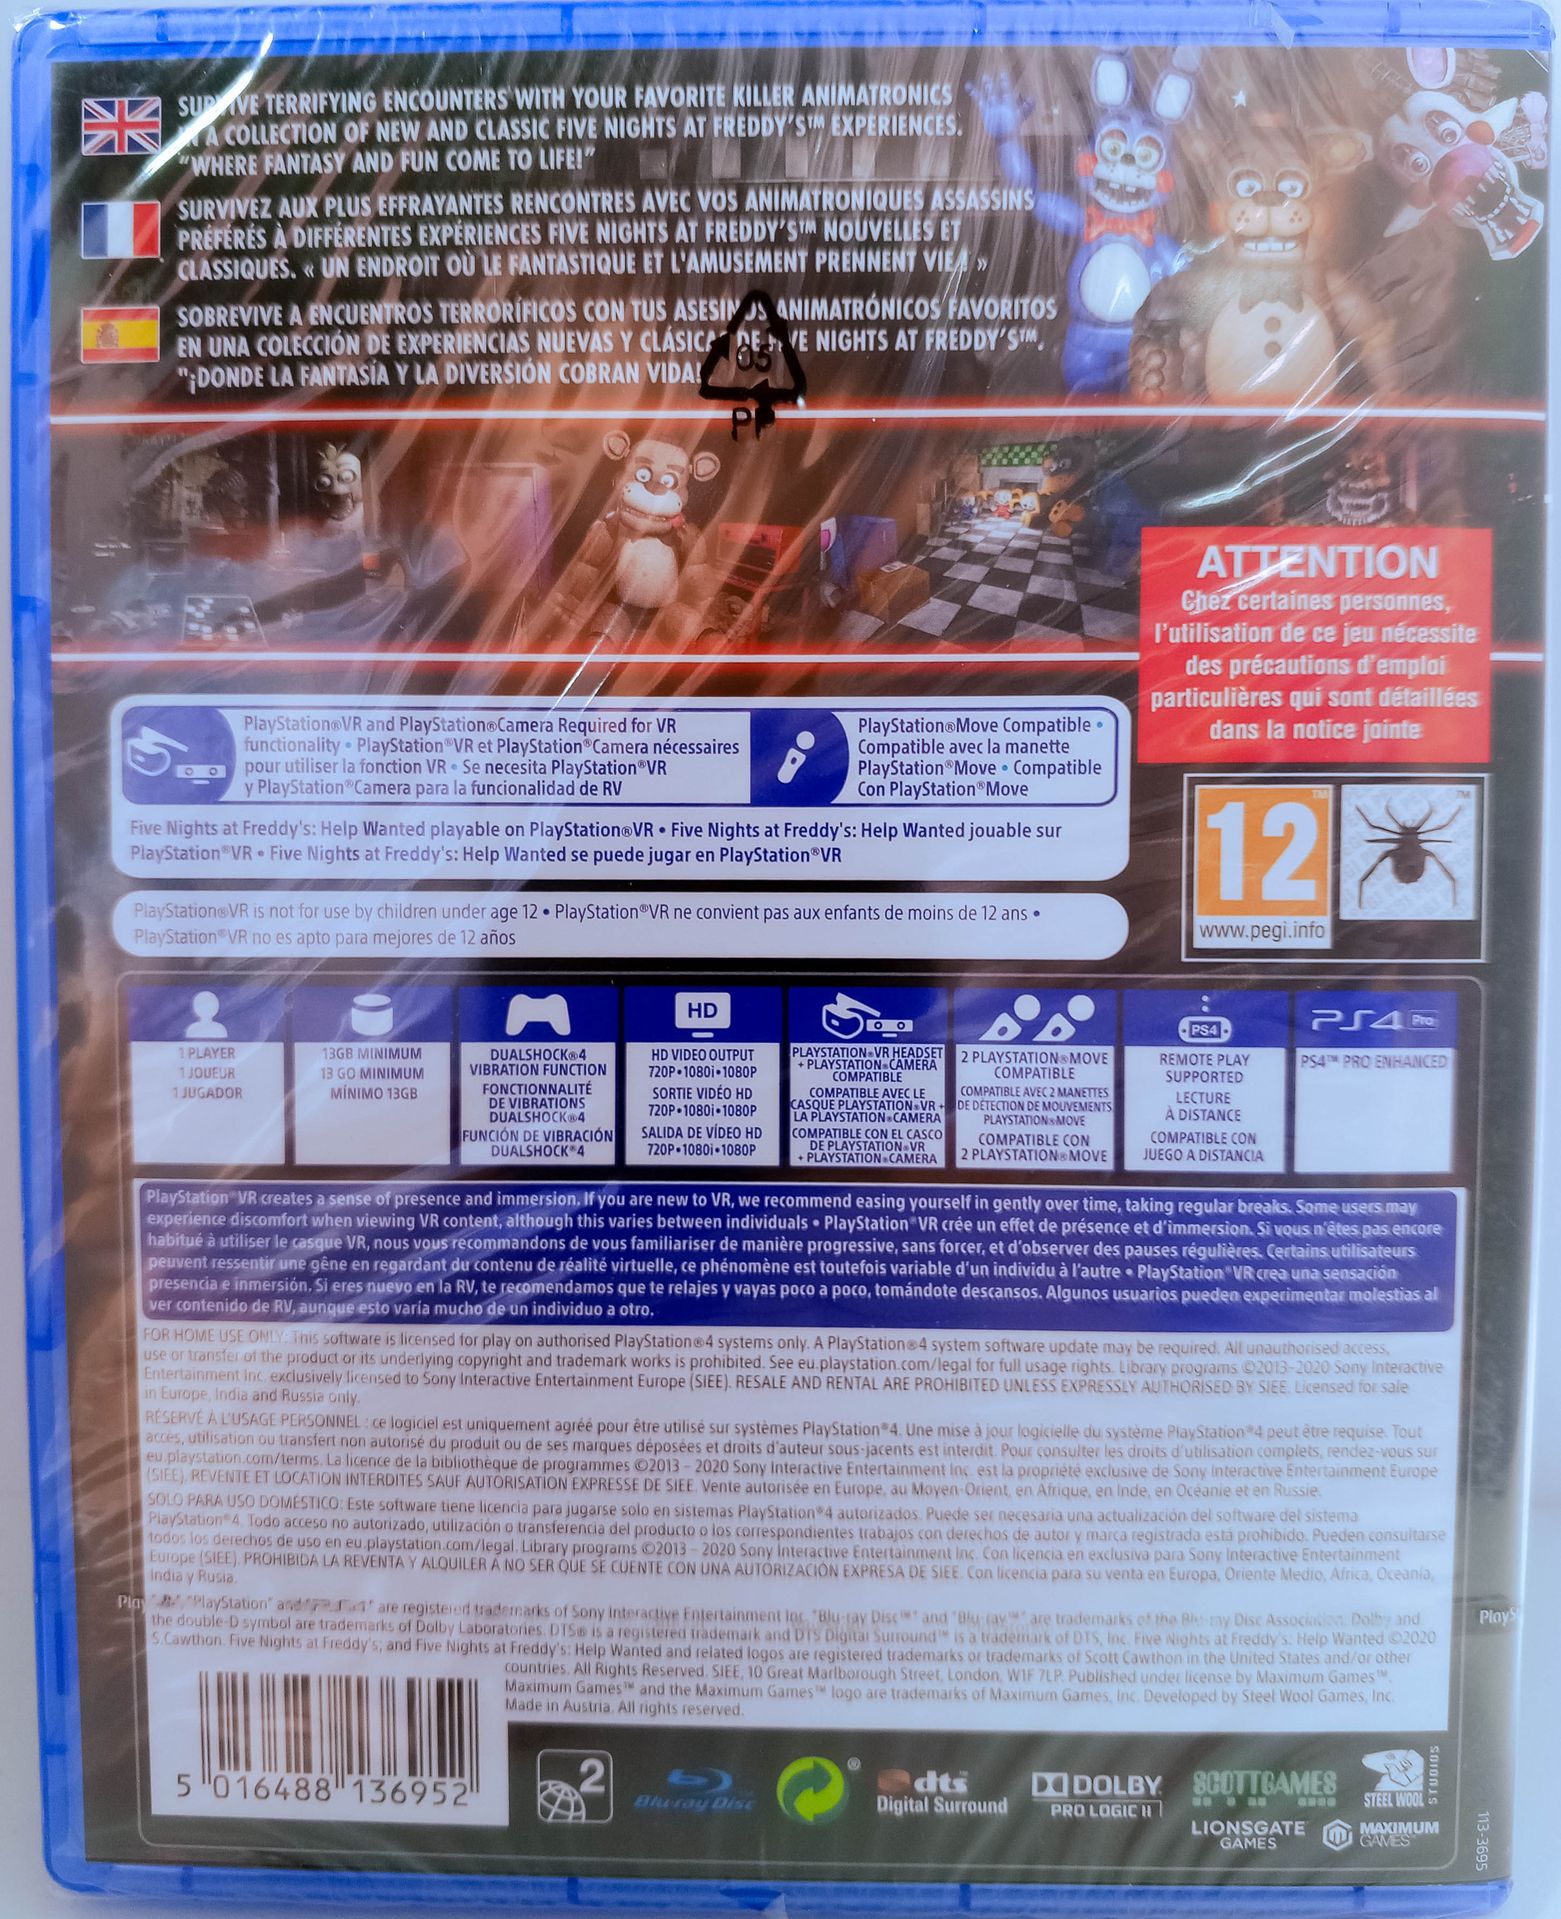 SURVIVE TERRIFYING ENCOUNTERS WITH YOUR FAVORITE KILLER ANIMATRONICS
IN A COLLECTION OF NEW AND CLASSIC FIVE NIGHTS AT FREDDY'S™ EXPERIENCES.
"WHERE FANTASY AND FUN COME TO LIFE!"
SURVIVEZ AUX PLUS EFFRAYANTES RENCONTRES AVEC VOS ANIMATRONIQUES ASSASSINS
PRÉFÉRÉS À DIFFÉRENTES EXPÉRIENCES FIVE NIGHTS AT FREDDY'S™ NOUVELLES ET
CLASSIQUES. « UN ENDROIT OÙ LE FANTASTIQUE ET L'AMUSEMENT PRENNENT VIE ! »
SOBREVIVE A ENCUENTROS TERRORÍFICOS CON TUS ASESINOS ANIMATRÓNICOS FAVORITOS
EN UNA COLECCIÓN DE EXPERIENCIAS NUEVAS Y CLÁSICAS DE FIVE NIGHTS AT FREDDY'S™.
"¡DONDE LA FANTASÍA Y LA DIVERSIÓN COBRAN VIDA!
05
ATTENTION
Chez certaines personnes,
l'utilisation de ce jeu nécessite
des précautions d'emploi
particulières qui sont détaillées
dans la notice jointe
PlayStation®VR and PlayStation®Camera Required for VR
functionality • PlayStation®VR et PlayStation®Camera nécessaires
pour utiliser la fonction VR • Se necesita PlayStation®VR
y PlayStation®Camera para la funcionalidad de RV
PlayStation®Move Compatible •
Compatible avec la manette
PlayStation®Move • Compatible
Con PlayStation®Move
Five Nights at Freddy's: Help Wanted playable on PlayStation®VR • Five Nights at Freddy's: Help Wanted jouable sur
PlayStation®VR • Five Nights at Freddy's: Help Wanted se puede jugar en PlayStation®VR
12™
www.pegi.info
™
PlayStation®VR is not for use by children under age 12 • PlayStation®VR ne convient pas aux enfants de moins de 12 ans •
PlayStation®VR no es apto para mejores de 12 años
1 PLAYER
1 JOUEUR
1 JUGADOR
13GB MINIMUM
13 GO MINIMUM
MÍNIMO 13GB
DUALSHOCK®4
VIBRATION FUNCTION
FONCTIONNALITÉ
DE VIBRATIONS
DUALSHOCK®4
FUNCIÓN DE VIBRACIÓN
DUALSHOCK®4
HD
HD VIDEO OUTPUT
720P•1080i•1080P
SORTIE VIDÉO HD
720P•1080i•1080P
SALIDA DE VÍDEO HD
720P•1080i•1080P
PLAYSTATION®VR HEADSET
+ PLAYSTATION®CAMERA
COMPATIBLE
COMPATIBLE AVEC LE
CASQUE PLAYSTATION®VR +
LA PLAYSTATION®CAMERA
COMPATIBLE CON EL CASCO
DE PLAYSTATION®VR
+ PLAYSTATION®CAMERA
2 PLAYSTATION®MOVE
COMPATIBLE
COMPATIBLE AVEC 2 MANETTES
DE DÉTECTION DE MOUVEMENTS
PLAYSTATION®MOVE
COMPATIBLE CON
2 PLAYSTATION®MOVE
PS4
REMOTE PLAY
SUPPORTED
LECTURE
À DISTANCE
COMPATIBLE CON
JUEGO A DISTANCIA
PS4 Pro
PS4™ PRO ENHANCED
PlayStation®VR creates a sense of presence and immersion. If you are new to VR, we recommend easing yourself in gently over time, taking regular breaks. Some users may
experience discomfort when viewing VR content, although this varies between individuals • PlayStation®VR crée un effet de présence et d'immersion. Si vous n'êtes pas encore
habitué à utiliser le casque VR, nous vous recommandons de vous familiariser de manière progressive, sans forcer, et d'observer des pauses régulières. Certains utilisateurs
peuvent ressentir une gêne en regardant du contenu de réalité virtuelle, ce phénomène est toutefois variable d'un individu à l'autre • PlayStation®VR crea una sensación
presencia e inmersión. Si eres nuevo en la RV, te recomendamos que te relajes y vayas poco a poco, tomándote descansos. Algunos usuarios pueden experimentar molestias al
ver contenido de RV, aunque esto varía mucho de un individuo a otro.
FOR HOME USE ONLY: This software is licensed for play on authorised PlayStation®4 systems only. A PlayStation®4 system software update may be required. All unauthorised access,
use or transfer of the product or its underlying copyright and trademark works is prohibited. See eu.playstation.com/legal for full usage rights. Library programs ©2013-2020 Sony Interactive
Entertainment Inc. exclusively licensed to Sony Interactive Entertainment Europe (SIEE). RESALE AND RENTAL ARE PROHIBITED UNLESS EXPRESSLY AUTHORISED BY SIEE. Licensed for sale
in Europe, India and Russia only.
RÉSERVÉ À L'USAGE PERSONNEL : ce logiciel est uniquement agréé pour être utilisé sur systèmes PlayStation®4. Une mise à jour logicielle du système PlayStation®4 peut être requise. Tout
accès, utilisation ou transfert non autorisé du produit ou de ses marques déposées et droits d'auteur sous-jacents est interdit. Pour consulter les droits d'utilisation complets, rendez-vous sur
eu.playstation.com/terms. La licence de la bibliothèque de programmes ©2013 - 2020 Sony Interactive Entertainment Inc. est la propriété exclusive de Sony Interactive Entertainment Europe
(SIEE). REVENTE ET LOCATION INTERDITES SAUF AUTORISATION EXPRESSE DE SIEE. Vente autorisée en Europe, au Moyen-Orient, en Afrique, en Inde, en Océanie et en Russie.
SOLO PARA USO DOMÉSTICO: Este software tiene licencia para jugarse solo en sistemas PlayStation®4 autorizados. Puede ser necesaria una actualización del software del sistema
PlayStation®4. Todo acceso no autorizado, utilización o transferencia del producto o los correspondientes trabajos con derechos de autor y marca registrada está prohibido. Pueden consultarse
todos los derechos de uso en eu.playstation.com/legal. Library programs ©2013 - 2020 Sony Interactive Entertainment Inc. Con licencia en exclusiva para Sony Interactive Entertainment
Europe (SIEE). PROHIBIDA LA REVENTA Y ALQUILER A NO SER QUE SE CUENTE CON UNA AUTORIZACIÓN EXPRESA DE SIEE. Con licencia para su venta en Europa, Oriente Medio, África, Oceanía,
India y Rusia.
"PlayStation" and are registered trademarks of Sony Interactive Entertainment Inc. "Blu-ray Disc™" and "Blu-ray™" are trademarks of the Blu-ray Disc Association. Dolby and
the double-D symbol are trademarks of Dolby Laboratories. DTS® is a registered trademark and DTS Digital Surround™ is a trademark of DTS, Inc. Five Nights at Freddy's: Help Wanted ©2020
S.Cawthon. Five Nights at Freddy's; and Five Nights at Freddy's: Help Wanted and related logos are registered trademarks or trademarks of Scott Cawthon in the United States and/or other
countries. All Rights Reserved. SIEE, 10 Great Marlborough Street, London, W1F 7LP. Published under license by Maximum Games™.
Maximum Games™ and the Maximum Games™ logo are trademarks of Maximum Games, Inc. Developed by Steel Wool Games, Inc.
Made in Austria. All rights reserved.
5 016488 136952
2
Blu-ray Disc
®
dts
Digital Surround
DOLBY
PRO LOGIC II
SCOTTGAMES
LIONSGATE
GAMES
STEEL WOOL
STUDIOS
MAXIMUM
GAMES
113-3695